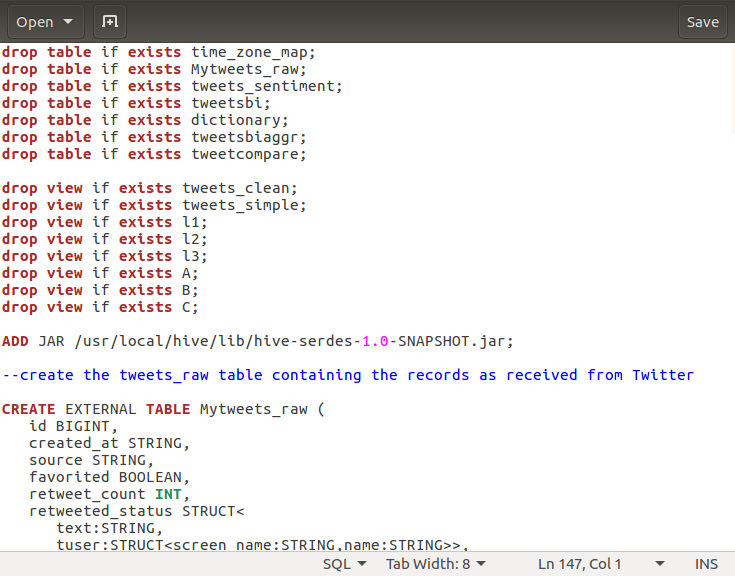 Open
Save
drop table if exists time_zone_map;
drop table if exists Mytweets_raw;
drop table if exists tweets_sentiment;
drop table if exists tweetsbi;
drop table if exists dictionary;
drop table if exists tweetsbiaggr;
drop table if exists tweetcompare;
drop view if exists tweets_clean;
drop view if exists tweets_simple;
drop view if exists l1;
drop view if exists l2;
drop view if exists l3;
drop view if exists A;
drop view if exists B;
drop view if exists C;
ADD JAR /usr/local/hive/lib/hive-serdes-1.0-SNAPSHOT.jar;
--create the tweets_raw table containing the records as received from Twitter
CREATE EXTERNAL TABLE Mytweets_raw (
id BIGINT,
created_at STRING,
source STRING,
favorited BOOLEAN,
retweet_count INT,
retweeted_status STRUCT<
text:STRING,
tuser:STRUCT<screen_name:STRING,name:STRING>>,
SQL Tab Width: 8 Ln 147, Col 1 INS